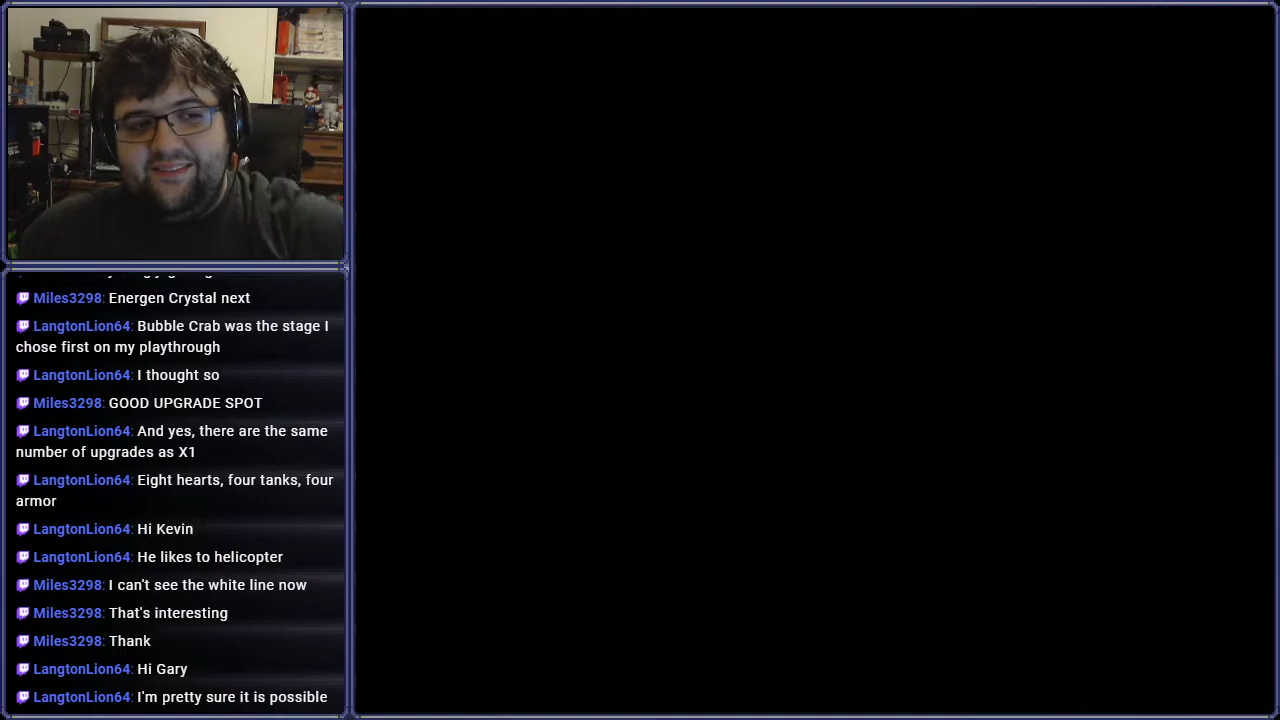 Miles3298: Energen Crystal next
LangtonLion64: Bubble Crab was the stage I
chose first on my playthrough
LangtonLion64: I thought so
Miles3298: GOOD UPGRADE SPOT
LangtonLion64: And yes, there are the same
number of upgrades as X1
LangtonLion64: Eight hearts, four tanks, four
armor
LangtonLion64: Hi Kevin
LangtonLion64: He likes to helicopter
Miles3298: I can't see the white line now
Miles3298: That's interesting
Miles3298: Thank
LangtonLion64: Hi Gary
LangtonLion64: I'm pretty sure it is possible